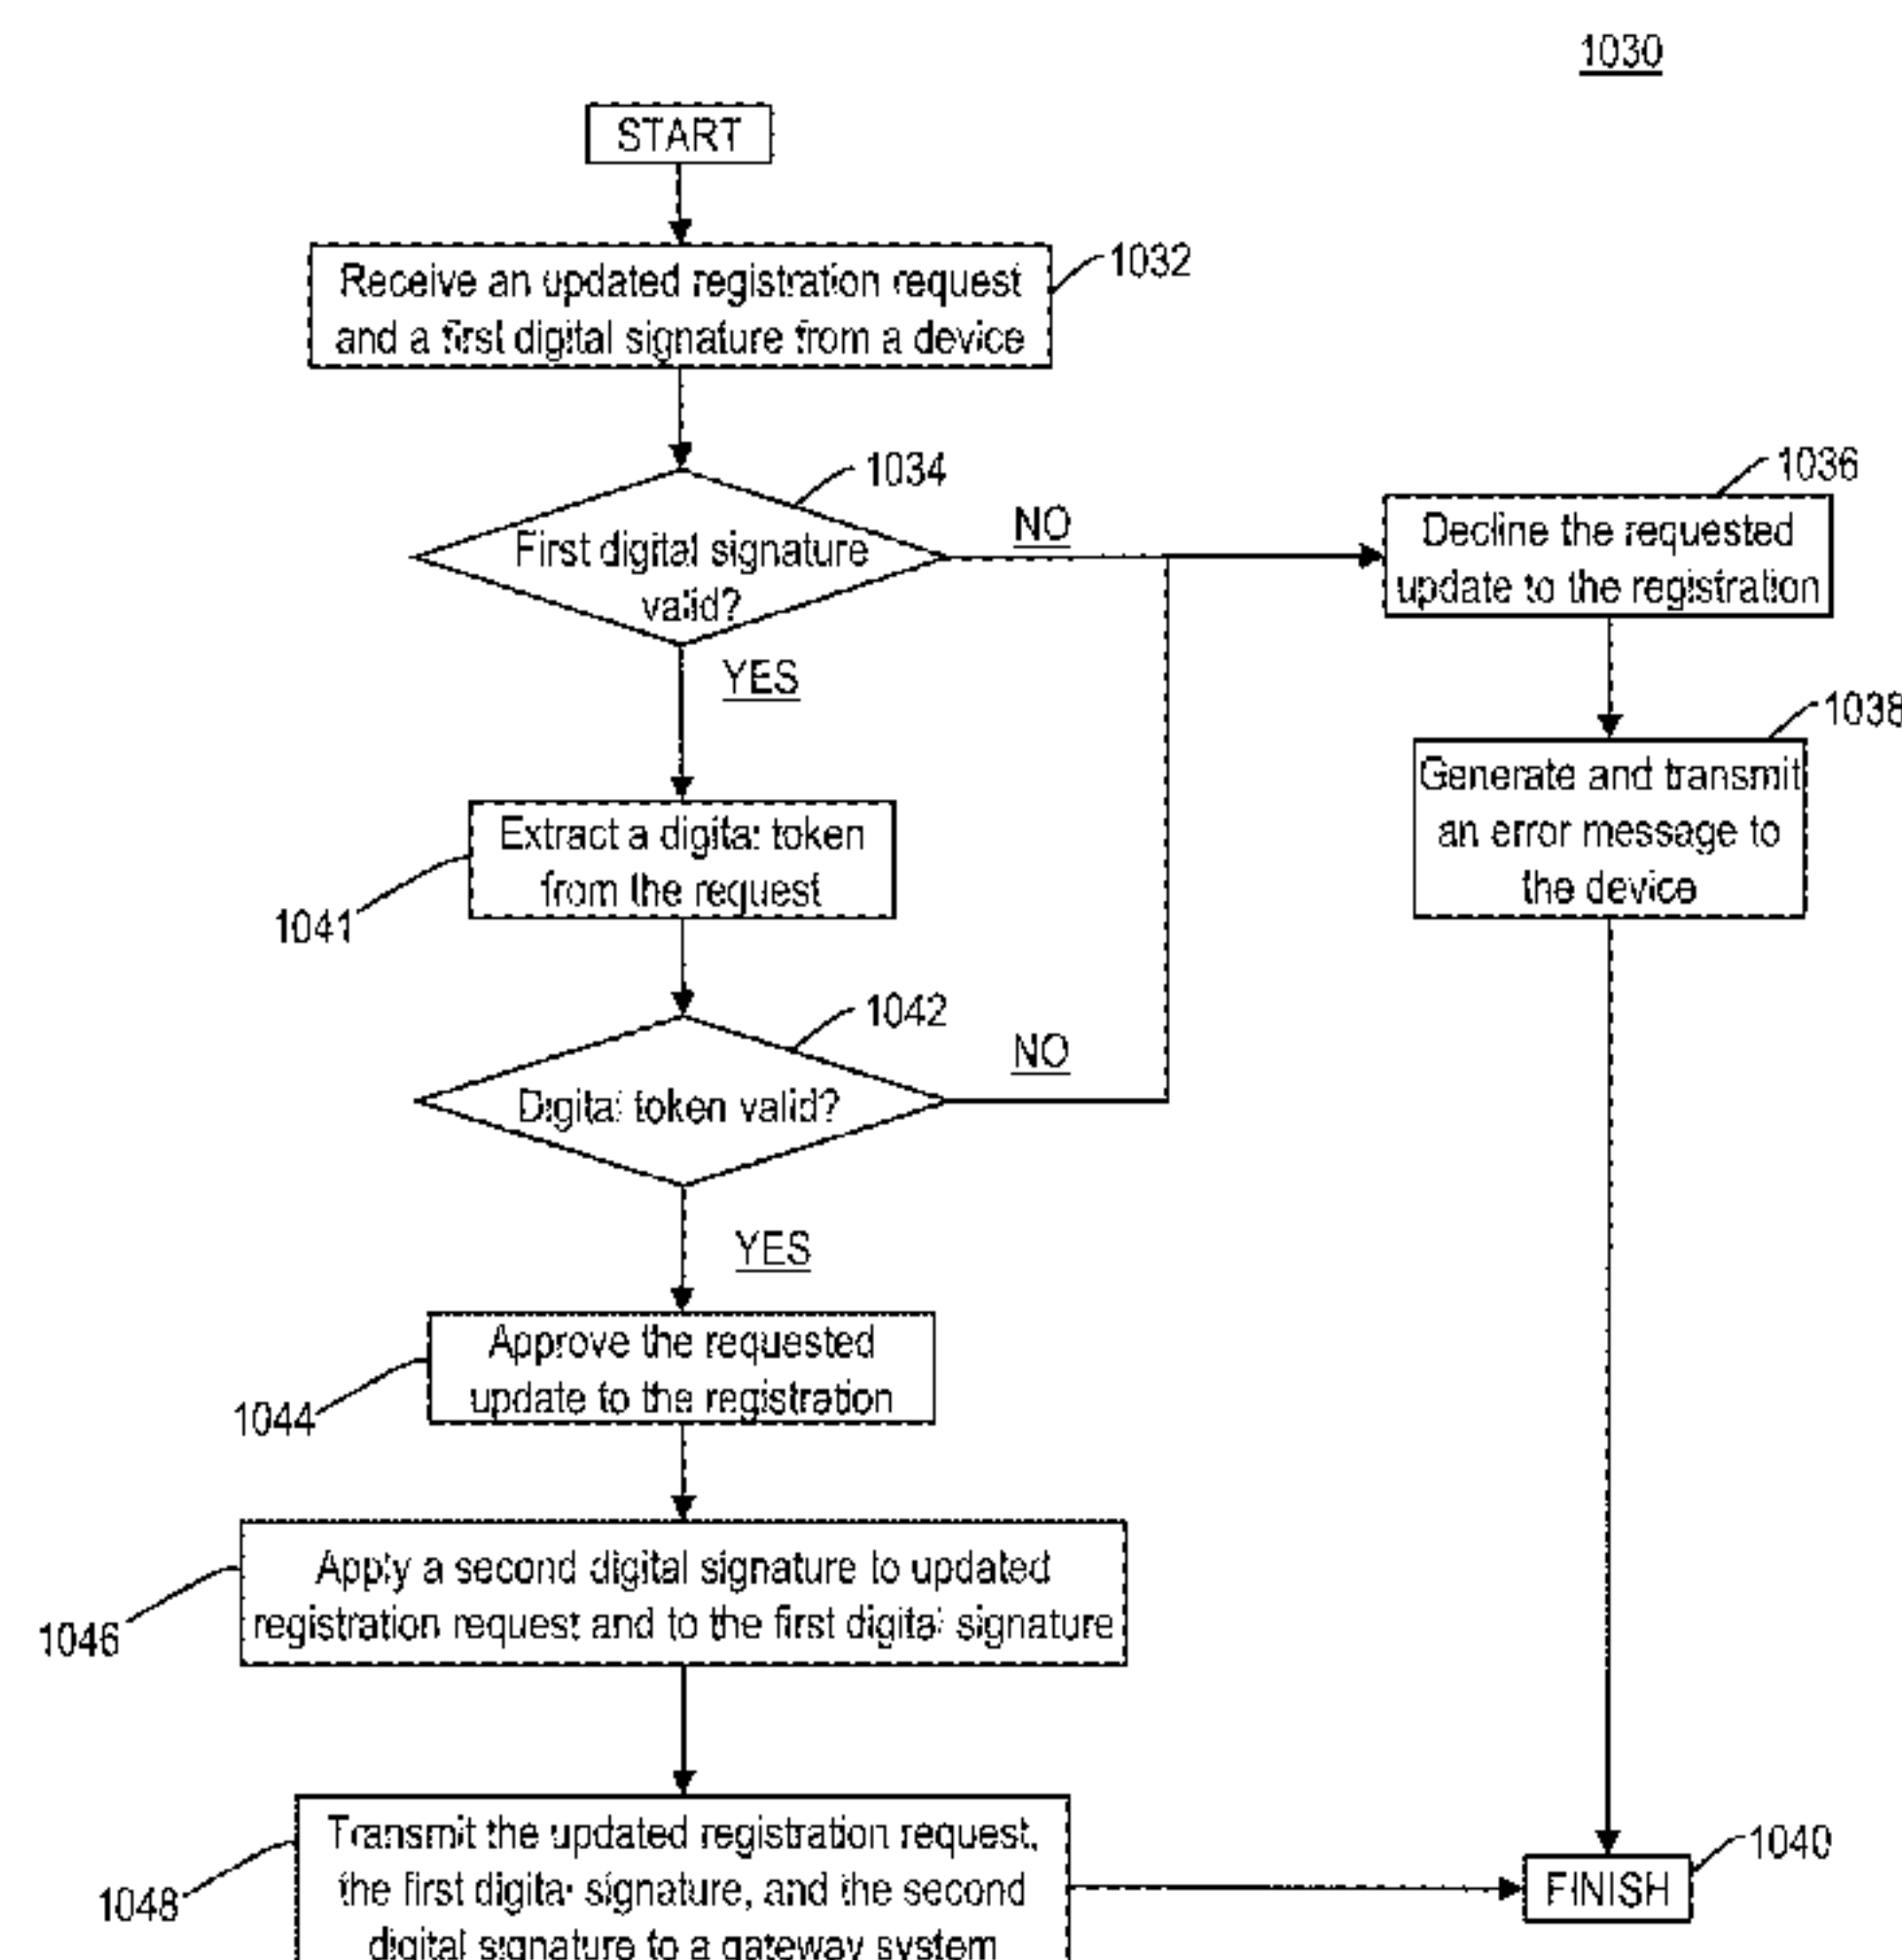 1030
START
Receive an updated registration request
and a first digital signature from a device
1032
First digital signature
valid?
1034
NO
YES
Decline the requested
update to the registration
1036
Generate and transmit
an error message to
the device
1038
Extract a digital token
from the request
1041
Digital token valid?
1042
NO
YES
Approve the requested
update to the registration
1044
Apply a second digital signature to updated
registration request and to the first digital signature
1046
Transmit the updated registration request,
the first digital signature, and the second
digital signature to a gateway system
1048
FINISH
1040